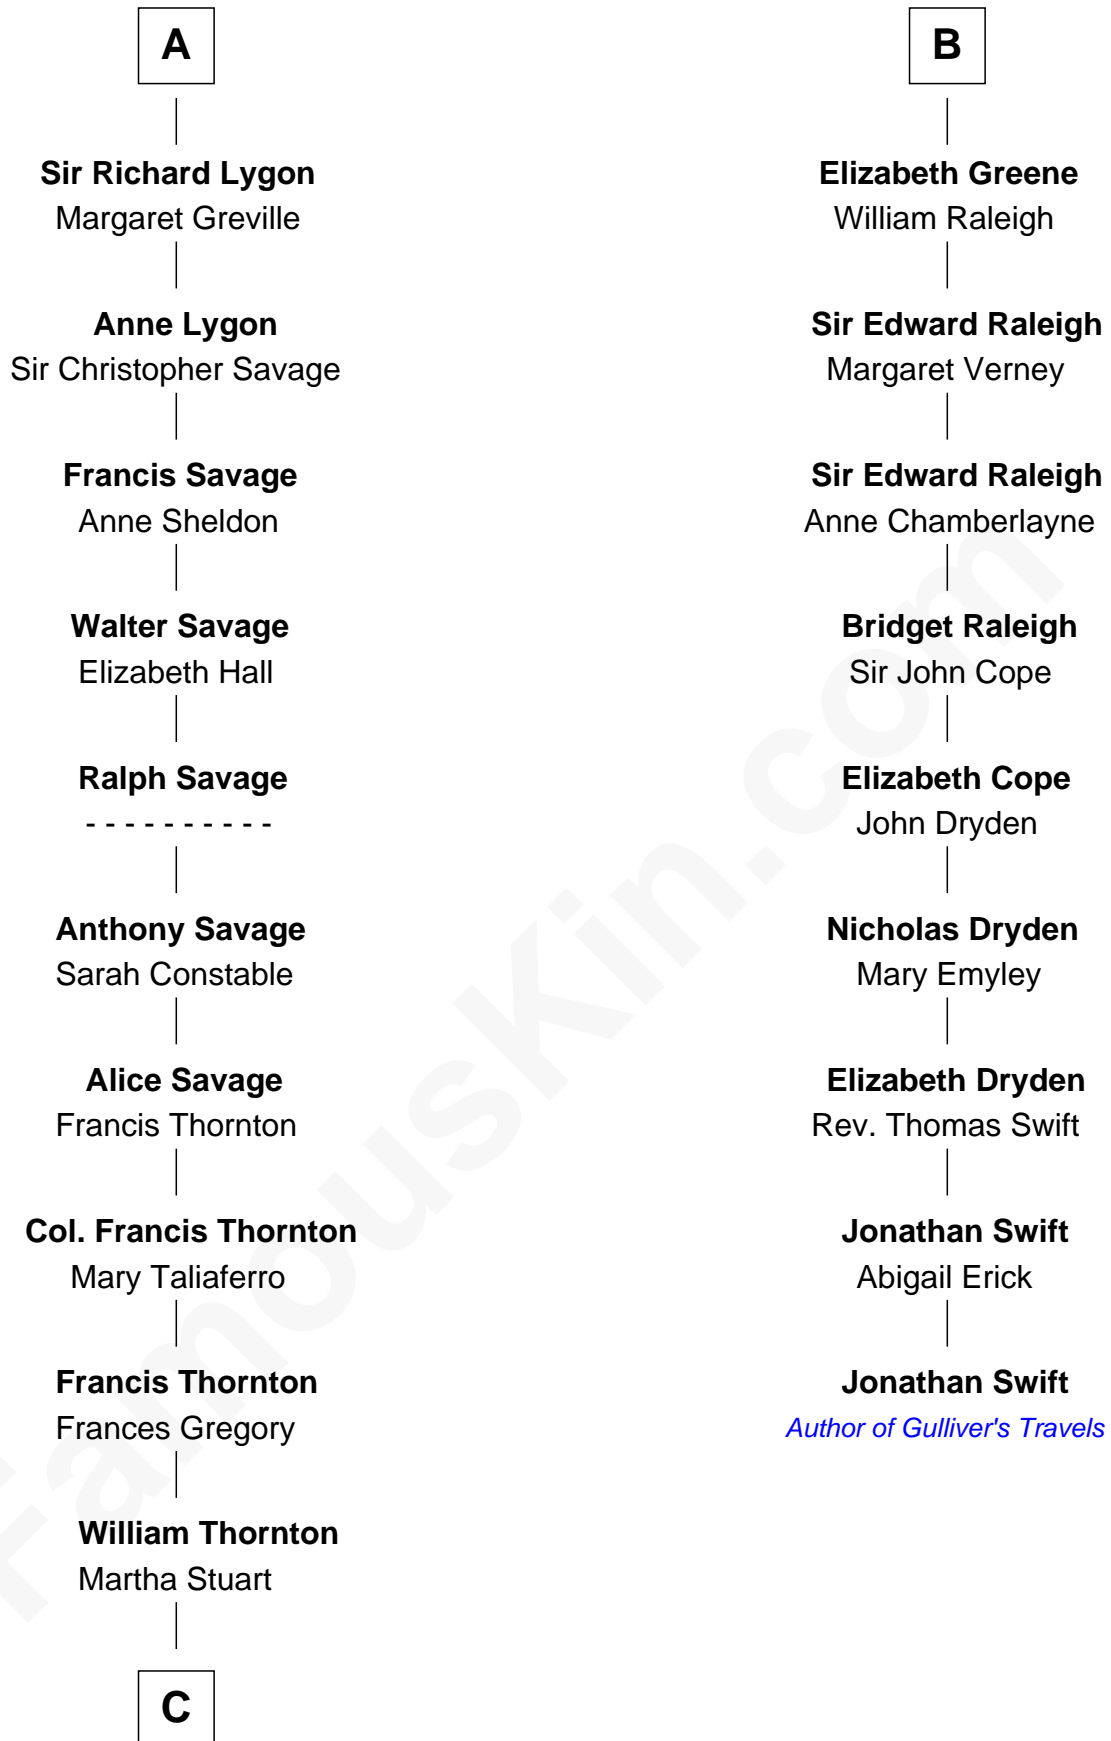 A
Sir Richard Lygon
Margaret Greville
Anne Lygon
Sir Christopher Savage
Francis Savage
Anne Sheldon
Walter Savage
Elizabeth Hall
Ralph Savage
- - - - - - - - - -
Anthony Savage
Sarah Constable
Alice Savage
Francis Thornton
Col. Francis Thornton
Mary Taliaferro
Francis Thornton
Frances Gregory
William Thornton
Martha Stuart
C
B
Elizabeth Greene
William Raleigh
Sir Edward Raleigh
Margaret Verney
Sir Edward Raleigh
Anne Chamberlayne
Bridget Raleigh
Sir John Cope
Elizabeth Cope
John Dryden
Nicholas Dryden
Mary Emyley
Elizabeth Dryden
Rev. Thomas Swift
Jonathan Swift
Abigail Erick
Jonathan Swift
Author of Gulliver's Travels
FamousKin.com